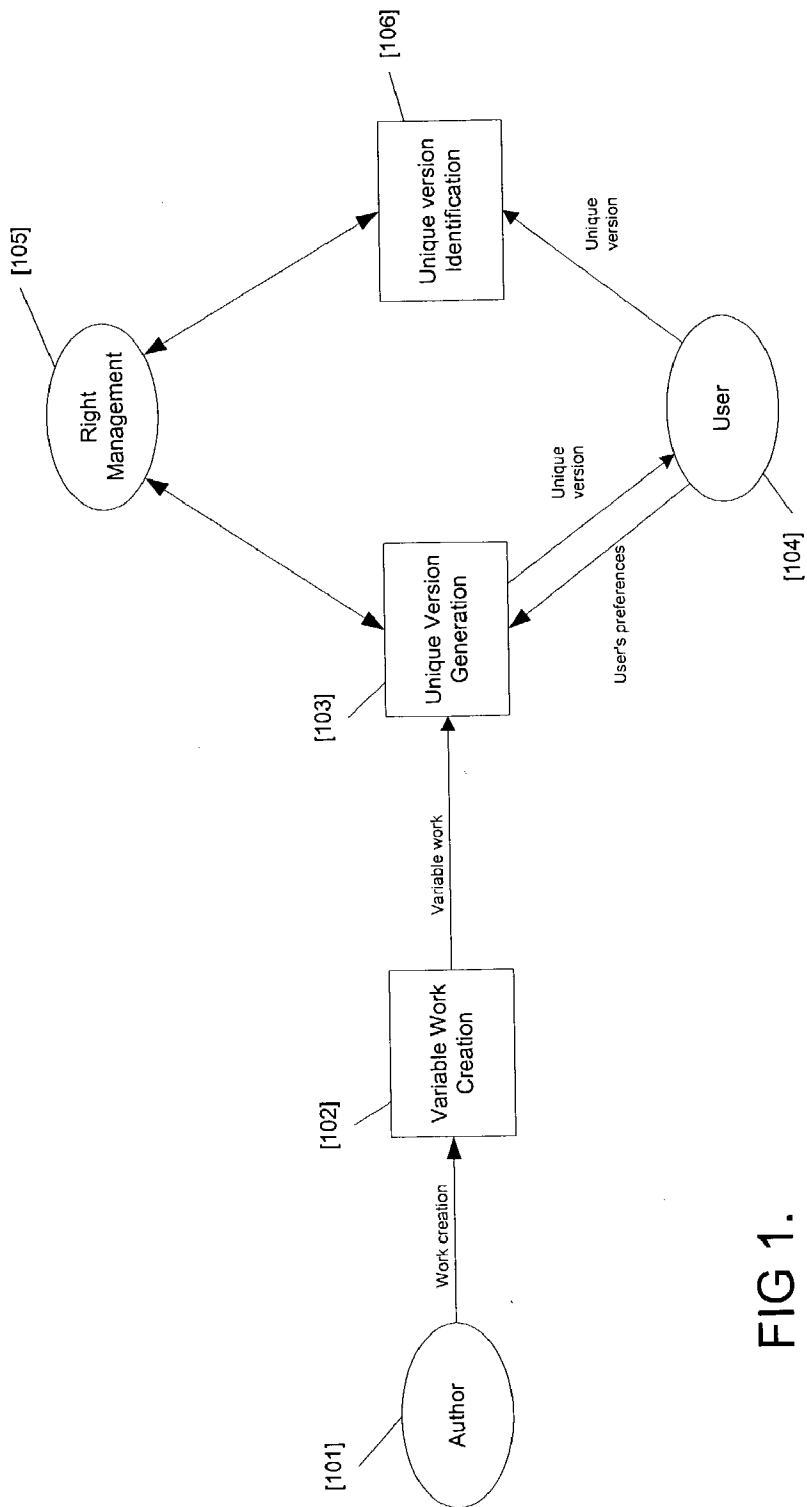 [101]
Author
Work creation
[102]
Variable Work
Creation
Variable work
[103]
Unique Version
Generation
[105]
Right
Management
Unique
version
User's preferences
User
[104]
Unique
version
Unique version
Identification
[106]
FIG 1.